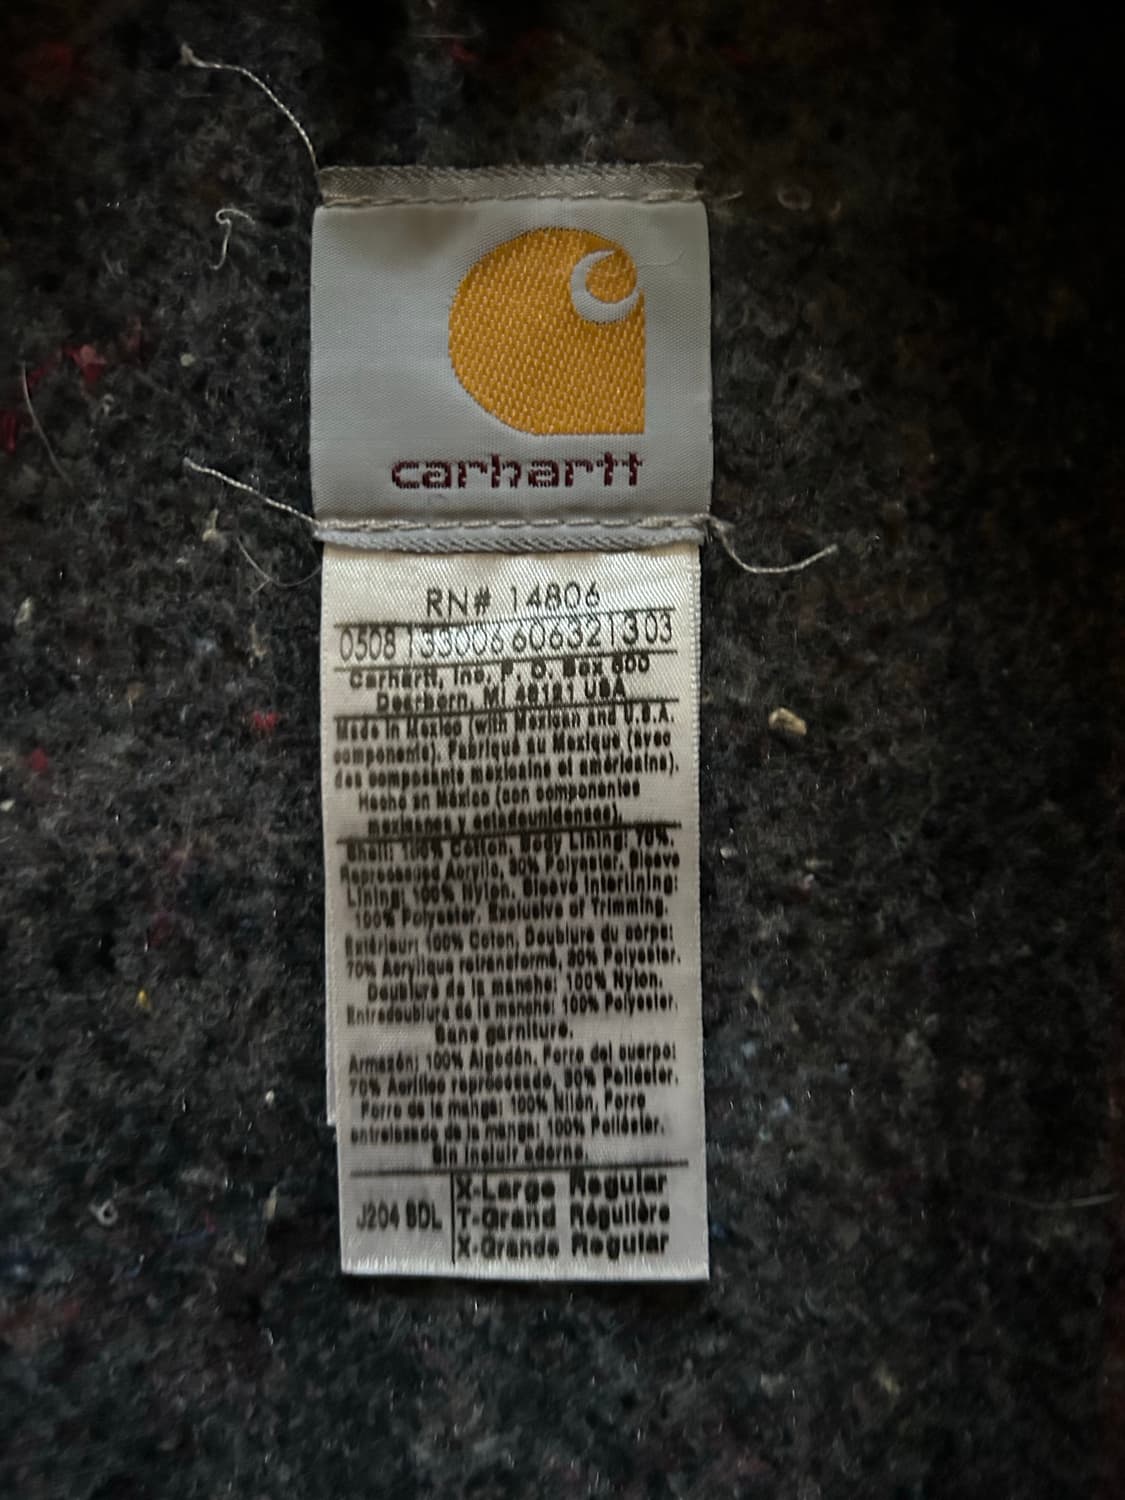 carhartt
RN# 14806
0508 133006 606321303
Carhartt, Inc. P. O. Box 600
Dearborn, MI 48121 USA
Made in Mexico (with Mexican and U.S.A.
components). Fabriqué au Mexique (avec
des composants mexicains et américains).
Hecho en México (con componentes
mexicanos y estadounidenses).
Shell: 100% Cotton. Body Lining: 70%
Reprocessed Acrylic, 30% Polyester. Sleeve
Lining: 100% Nylon. Sleeve Interlining:
100% Polyester. Exclusive of Trimming.
Extérieur: 100% Coton. Doublure du corps:
70% Acrylique retransformé, 30% Polyester.
Doublure de la manche: 100% Nylon.
Entredoublure de la manche: 100% Polyester.
Sans garniture.
Armazón: 100% Algodón. Forro del cuerpo:
70% Acrílico reprocesado, 30% Poliéster.
Forro de la manga: 100% Nilón. Forro
entrelazado de la manga: 100% Poliéster.
Sin incluir adorno.
J204 BDL
X-Large Regular
T-Grand Régulière
X-Grande Regular